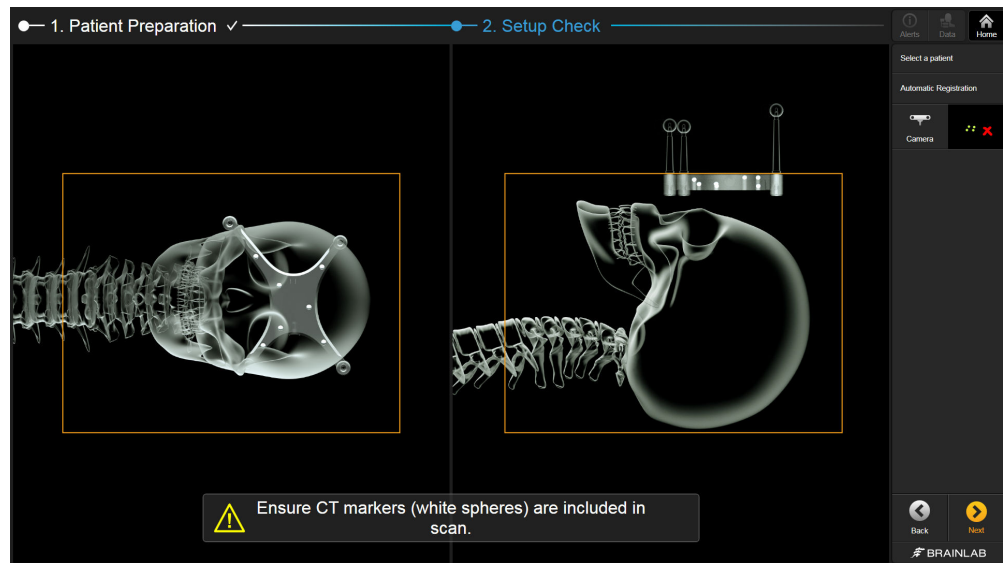 1. Patient Preparation ✓
2. Setup Check
Alerts
Data
Home
Select a patient
Automatic Registration
Camera
Ensure CT markers (white spheres) are included in
scan.
Back
Next
BRAINLAB